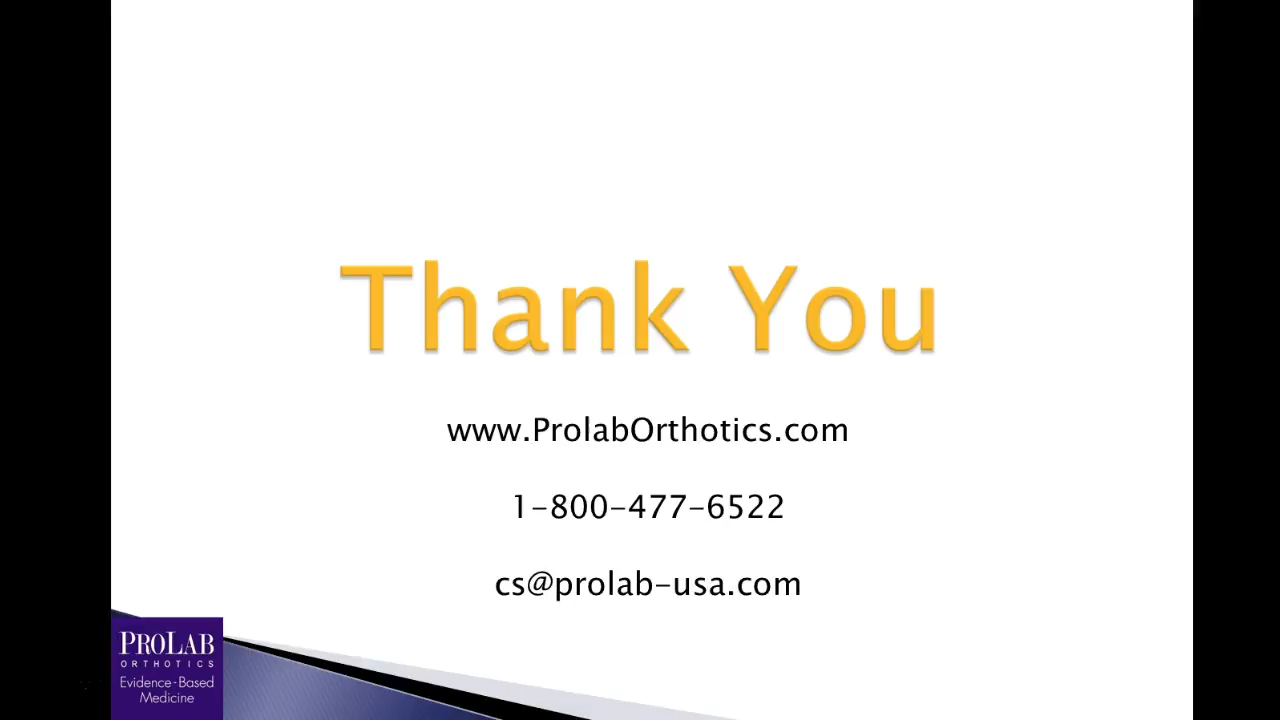 Thank You
www.ProlabOrthotics.com
1-800-477-6522
cs@prolab-usa.com
PROLAB
ORTHOTICS
Evidence-Based
Medicine